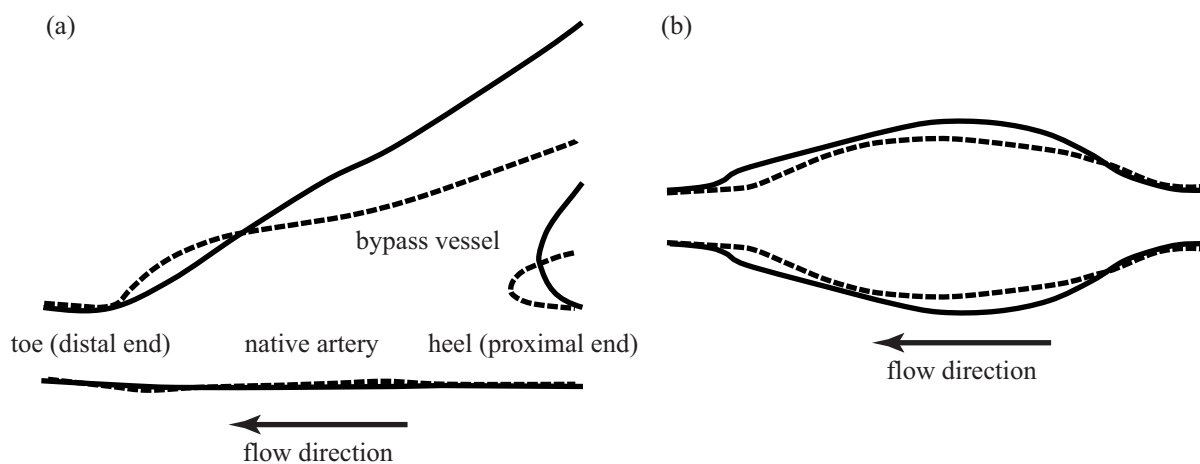 (a)
(b)
bypass vessel
toe (distal end)
native artery
heel (proximal end)
flow direction
flow direction